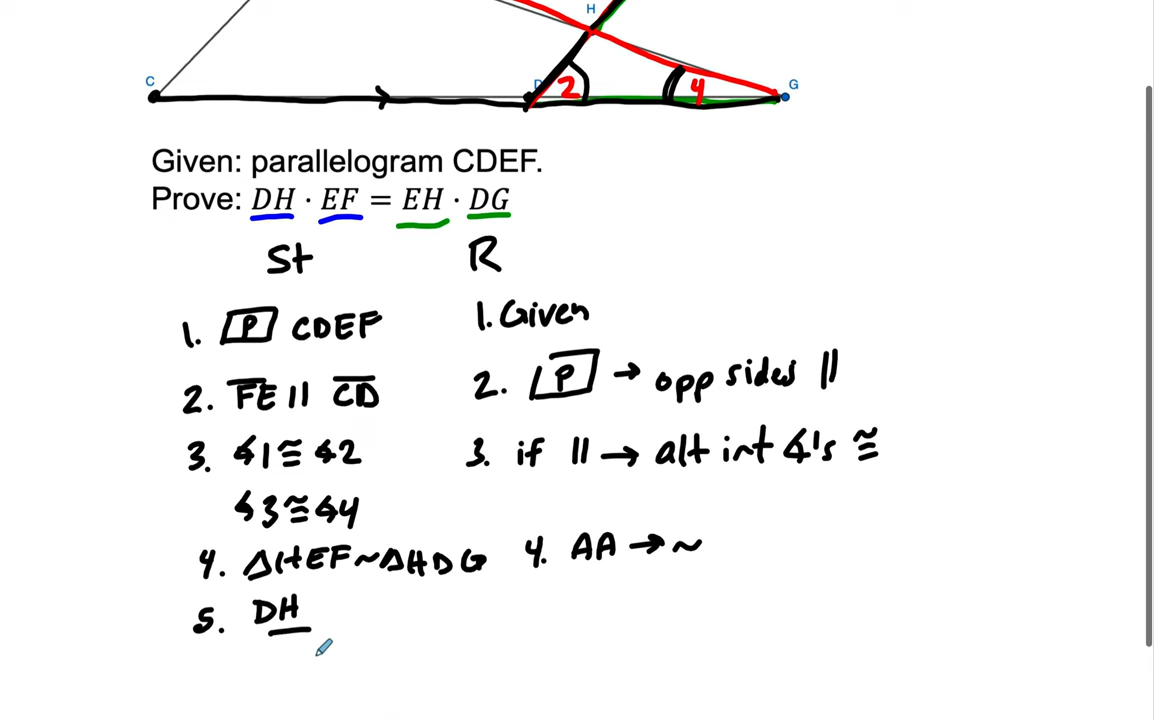 H
C
D
2
4
G
Given: parallelogram CDEF.
Prove: DH · EF = EH · DG
St R
1. P CDEF 1. Given
2. FE || CD 2. P → opp sides ||
3. ∡1 ≅ ∡2 3. if || → alt int ∡'s ≅
∡3 ≅ ∡4
4. △HEF ~ △HDG 4. AA → ~
5. DH